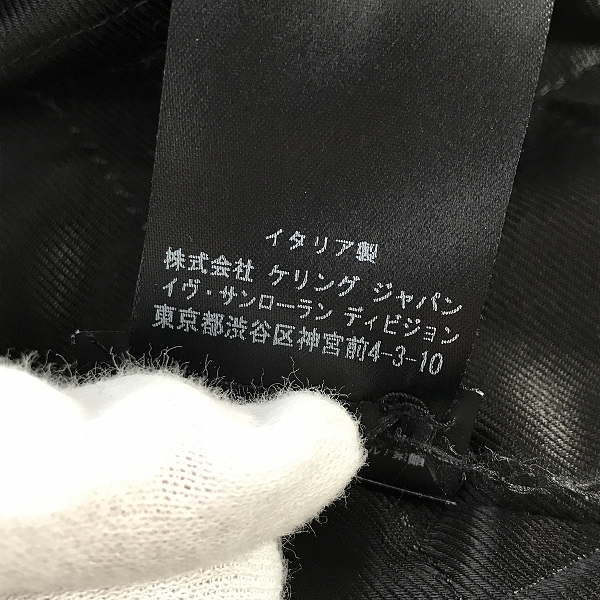 イタリア製
株式会社 ケリング ジャパン
イヴ・サンローラン ディビジョン
東京都渋谷区神宮前4-3-10